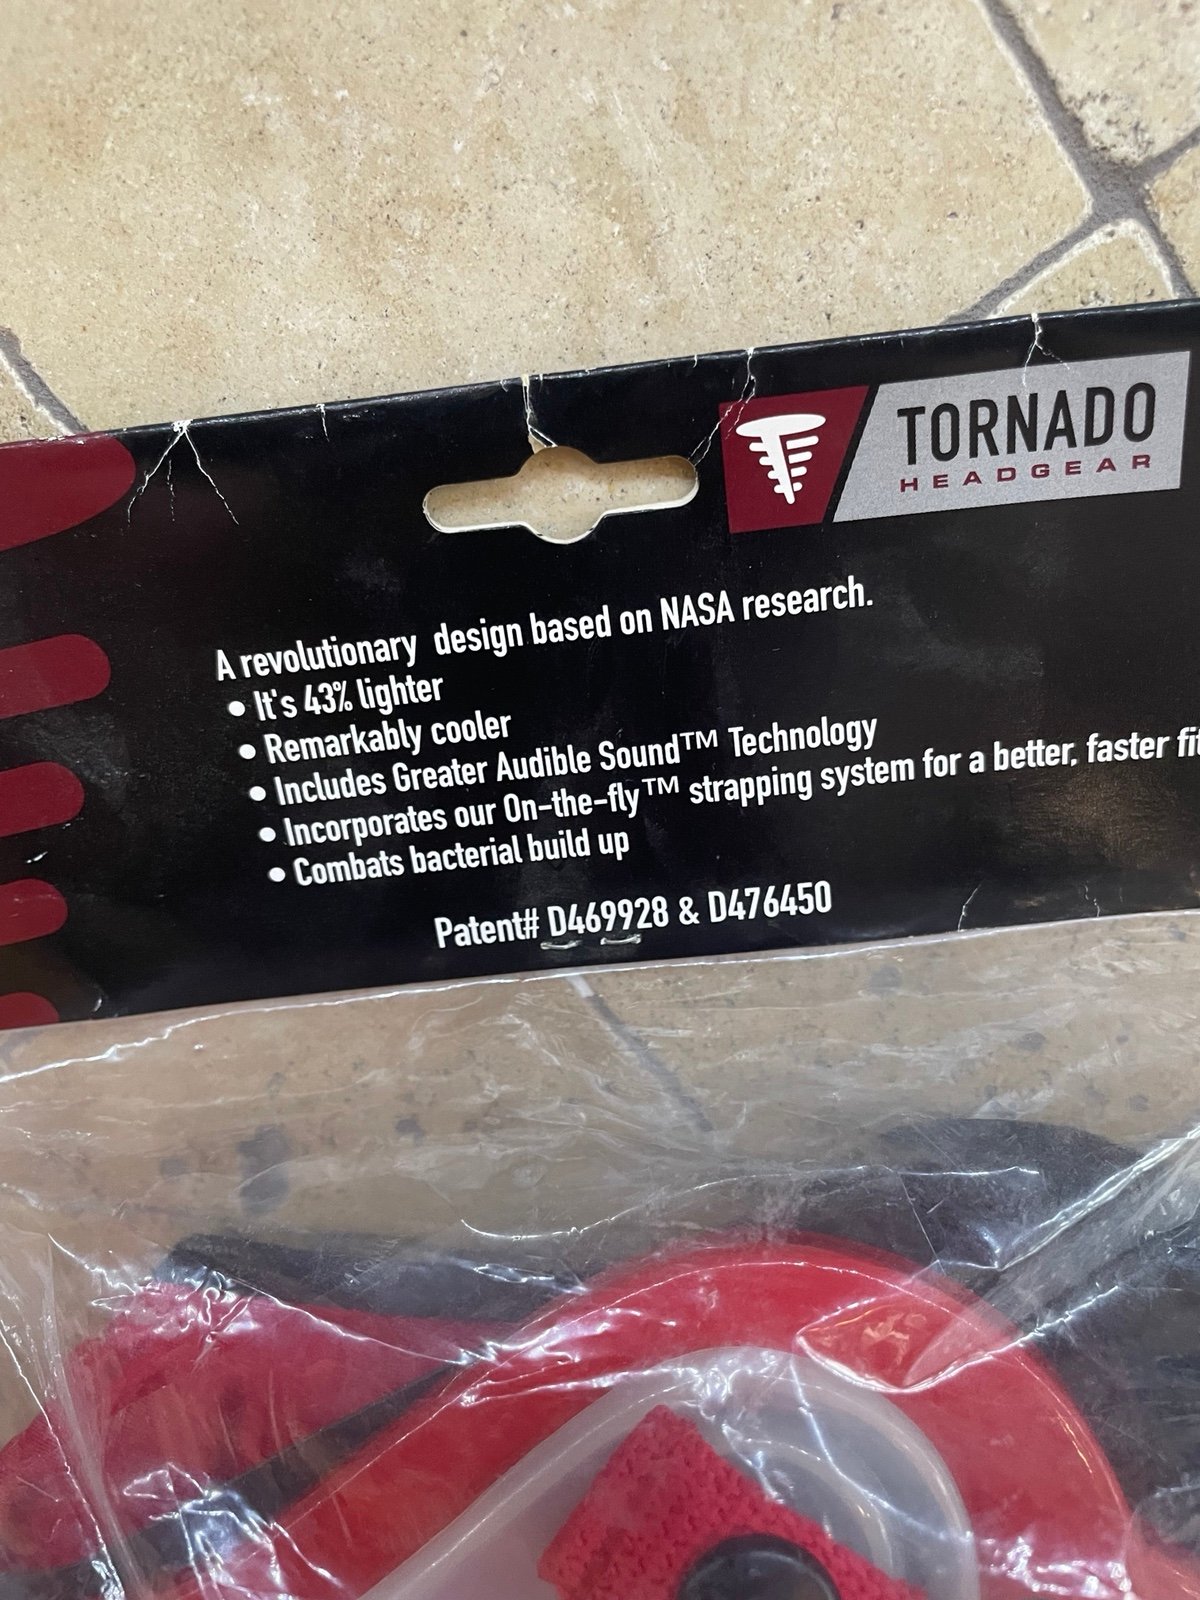 TORNADO
HEADGEAR
A revolutionary design based on NASA research.
• It's 43% lighter
• Remarkably cooler
• Includes Greater Audible Sound™ Technology
• Incorporates our On-the-fly™ strapping system for a better, faster fit
• Combats bacterial build up
Patent# D469928 & D476450